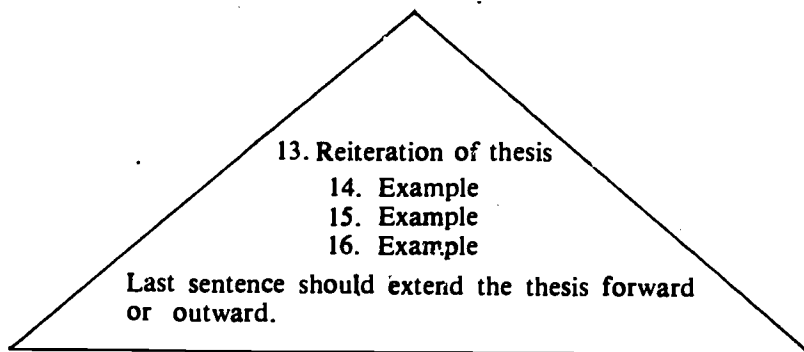 13. Reiteration of thesis
14. Example
15. Example
16. Example
Last sentence should extend the thesis forward
or outward.